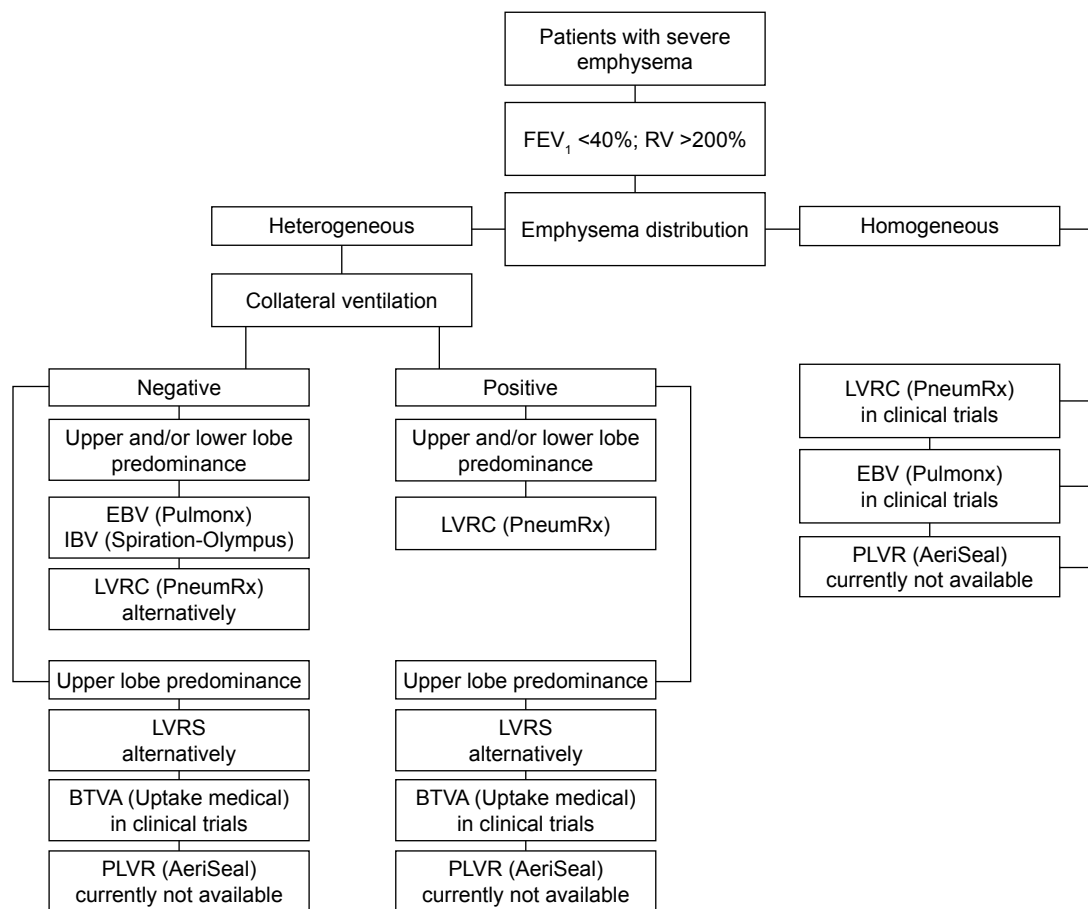 Patients with severe
emphysema
FEV₁ <40%; RV >200%
Heterogeneous
Emphysema distribution
Homogeneous
Collateral ventilation
Negative
Positive
Upper and/or lower lobe
predominance
EBV (Pulmonx)
IBV (Spiration-Olympus)
LVRC (PneumRx)
alternatively
Upper and/or lower lobe
predominance
LVRC (PneumRx)
LVRC (PneumRx)
in clinical trials
EBV (Pulmonx)
in clinical trials
PLVR (AeriSeal)
currently not available
Upper lobe predominance
LVRS
alternatively
BTVA (Uptake medical)
in clinical trials
PLVR (AeriSeal)
currently not available
Upper lobe predominance
LVRS
alternatively
BTVA (Uptake medical)
in clinical trials
PLVR (AeriSeal)
currently not available